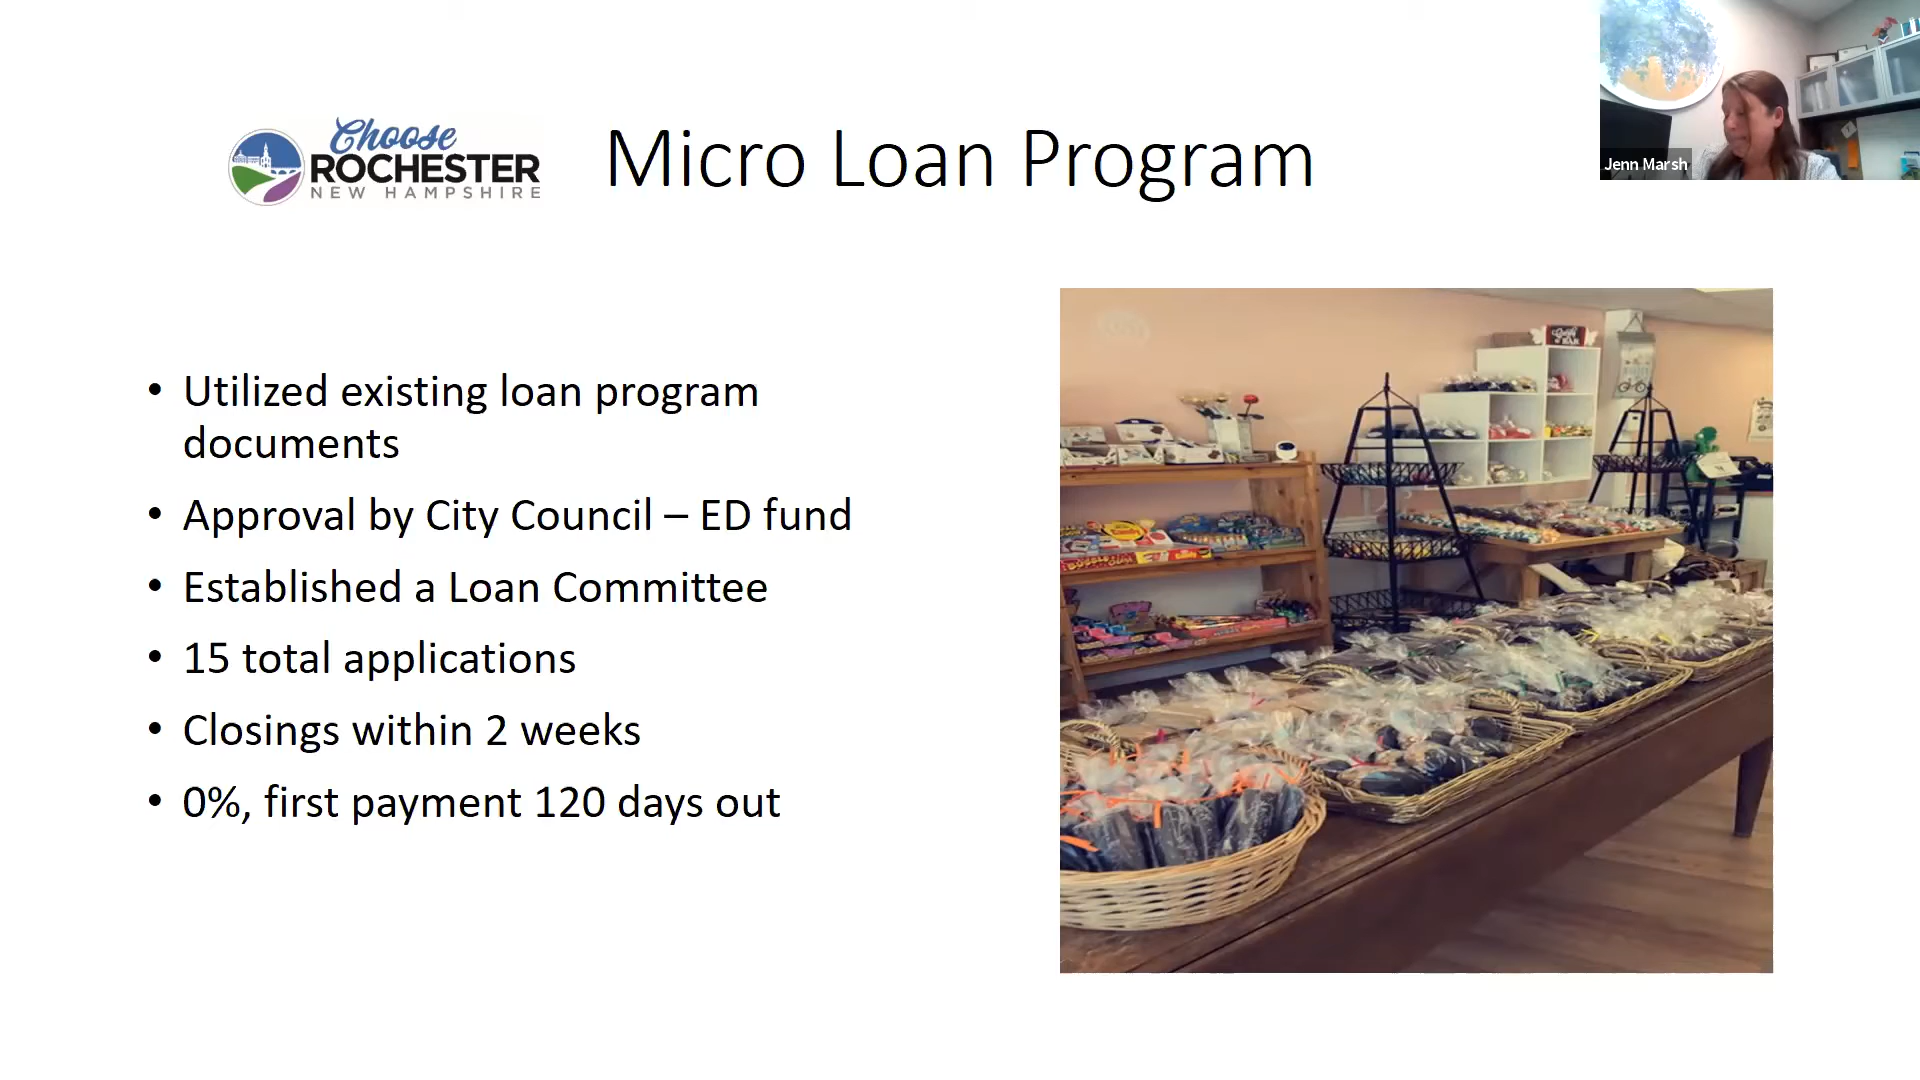 Choose
ROCHESTER
NEW HAMPSHIRE
Micro Loan Program
Jenn Marsh
• Utilized existing loan program
documents
• Approval by City Council – ED fund
• Established a Loan Committee
• 15 total applications
• Closings within 2 weeks
• 0%, first payment 120 days out